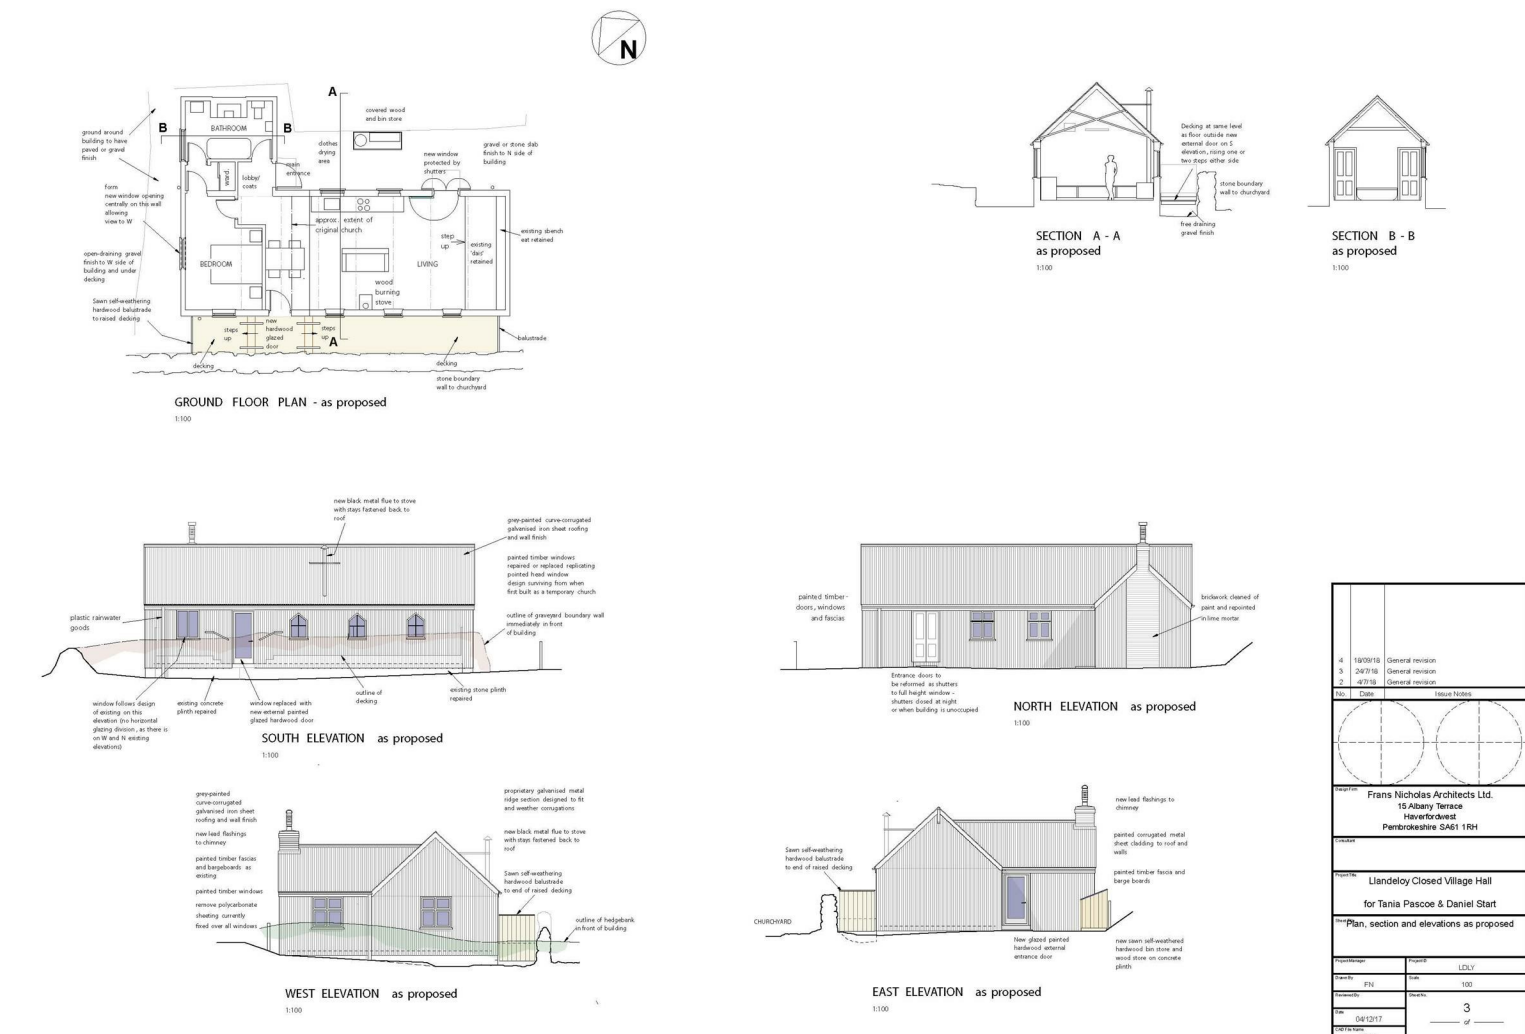 N
A
covered wood
and bin store
ground around
building to have
paved or gravel
finish
B
B
BATHROOM
clothes
drying
area
new window
protected by
shutters
gravel or stone slab
finish to N side of
building
main
entrance
ward.
lobby/
coats
form
new window opening
centrally on this wall
allowing
view to W
approx. extent of
original church
step
up
existing
'dais'
retained
existing sbench
eat retained
open-draining gravel
finish to W side of
building and under
decking
BEDROOM
LIVING
wood
burning
stove
Sawn self-weathering
hardwood balustrade
to raised decking
steps
up
new
hardwood
glazed
door
steps
up
A
balustrade
decking
decking
stone boundary
wall to churchyard
GROUND FLOOR PLAN - as proposed
1:100
Decking at same level
as floor outside new
external door on S
elevation, rising one or
two steps either side
stone boundary
wall to churchyard
free draining
gravel finish
SECTION A - A
as proposed
1:100
SECTION B - B
as proposed
1:100
new black metal flue to stove
with stays fastened back to
roof
grey-painted curve-corrugated
galvanised iron sheet roofing
and wall finish
painted timber windows
repaired or replaced replicating
pointed head window
design surviving from when
first built as a temporary church
plastic rainwater
goods
outline of graveyard boundary wall
immediately in front
of building
window follows design
of existing on this
elevation (no horizontal
glazing division, as there is
on W and N existing
elevations)
existing concrete
plinth repaired
window replaced with
new external painted
glazed hardwood door
outline of
decking
existing stone plinth
repaired
SOUTH ELEVATION as proposed
1:100
painted timber-
doors, windows
and fascias
brickwork cleaned of
paint and repointed
in lime mortar
Entrance doors to
be reformed as shutters
to full height window -
shutters closed at night
or when building is unoccupied
NORTH ELEVATION as proposed
1:100
grey-painted
curve-corrugated
galvanised iron sheet
roofing and wall finish
new lead flashings
to chimney
painted timber fascias
and bargeboards as
existing
painted timber windows
remove polycarbonate
sheeting currently
fixed over all windows
proprietary galvanised metal
ridge section designed to fit
and weather corrugations
new black metal flue to stove
with stays fastened back to
roof
Sawn self-weathering
hardwood balustrade
to end of raised decking
outline of hedgebank
in front of building
WEST ELEVATION as proposed
1:100
Sawn self-weathering
hardwood balustrade
to end of raised decking
new lead flashings to
chimney
painted corrugated metal
sheet cladding to roof and
walls
painted timber fascia and
barge boards
CHURCHYARD
New glazed painted
hardwood external
entrance door
new sawn self-weathered
hardwood bin store and
wood store on concrete
plinth
EAST ELEVATION as proposed
1:100
4 18/09/18 General revision
3 24/7/18 General revision
2 4/7/18 General revision
No. Date Issue Notes
Design Firm
Frans Nicholas Architects Ltd.
15 Albany Terrace
Haverfordwest
Pembrokeshire SA61 1RH
Consultant
Project Title
Llandeloy Closed Village Hall
for Tania Pascoe & Daniel Start
Plan, section and elevations as proposed
Project Manager
Project ID
LDLY
Drawn By
FN
Scale
100
Reviewed By
Sheet No.
3
of
Date
04/12/17
CAD File Name